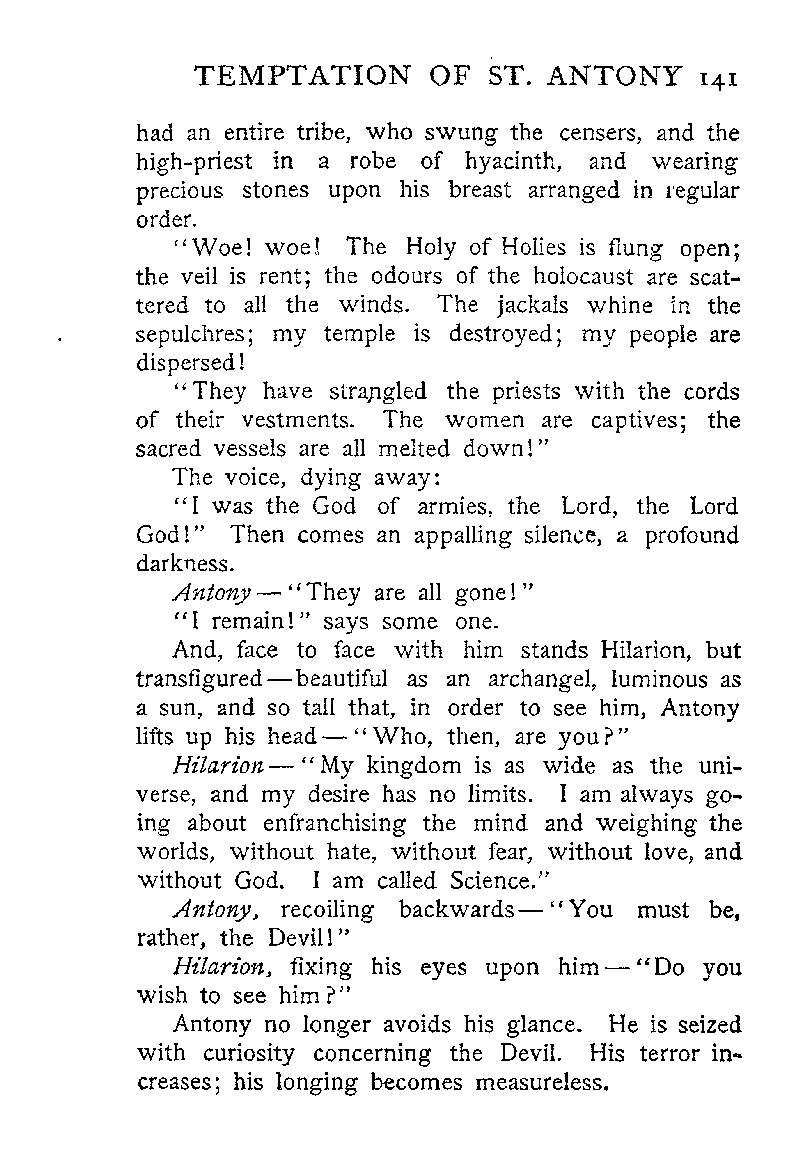 TEMPTATION OF ST. ANTONY 141
had an entire tribe, who swung the censers, and the
high-priest in a robe of hyacinth, and wearing
precious stones upon his breast arranged in regular
order.
"Woe! woe! The Holy of Holies is flung open;
the veil is rent; the odours of the holocaust are scat-
tered to all the winds. The jackals whine in the
sepulchres; my temple is destroyed; my people are
dispersed!
"They have strangled the priests with the cords
of their vestments. The women are captives; the
sacred vessels are all melted down!"
The voice, dying away:
"I was the God of armies, the Lord, the Lord
God!" Then comes an appalling silence, a profound
darkness.
Antony—"They are all gone!"
"I remain!" says some one.
And, face to face with him stands Hilarion, but
transfigured—beautiful as an archangel, luminous as
a sun, and so tall that, in order to see him, Antony
lifts up his head—"Who, then, are you?"
Hilarion—"My kingdom is as wide as the uni-
verse, and my desire has no limits. I am always go-
ing about enfranchising the mind and weighing the
worlds, without hate, without fear, without love, and
without God. I am called Science."
Antony, recoiling backwards—"You must be,
rather, the Devil!"
Hilarion, fixing his eyes upon him—"Do you
wish to see him?"
Antony no longer avoids his glance. He is seized
with curiosity concerning the Devil. His terror in-
creases; his longing becomes measureless.